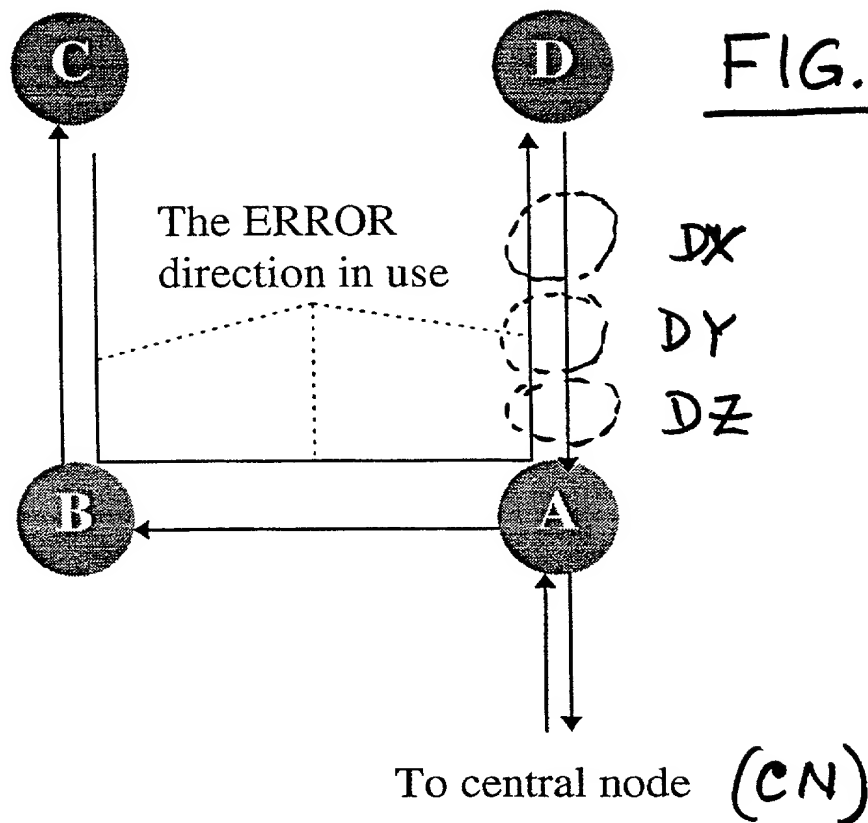 C
D
FIG.
The ERROR
direction in use
DX
DY
DZ
B
A
To central node (CN)